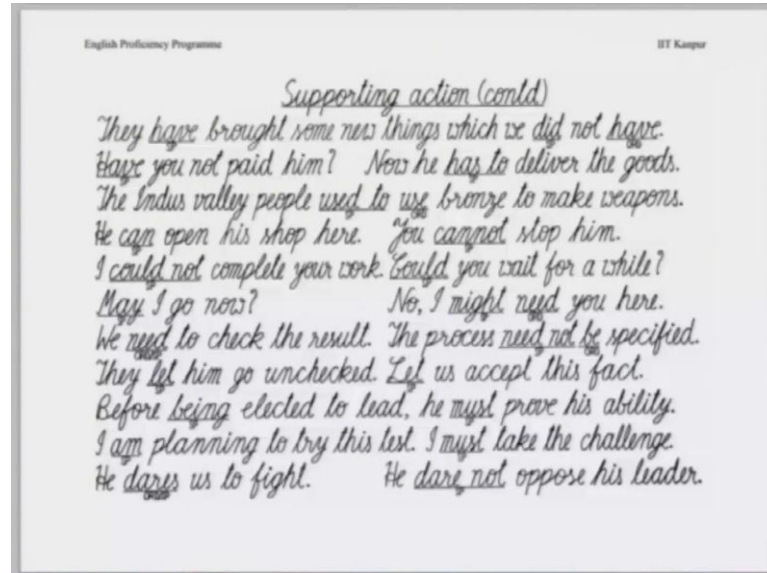 English Proficiency Programme IIT Kanpur
Supporting action (contd)
They have brought some new things which we did not have.
Have you not paid him? Now he has to deliver the goods.
The Indus valley people used to use bronze to make weapons.
He can open his shop here. You cannot stop him.
I could not complete your work. Could you wait for a while?
May I go now? No, I might need you here.
We need to check the result. The process need not be specified.
They let him go unchecked. Let us accept this fact.
Before being elected to lead, he must prove his ability.
I am planning to try this test. I must take the challenge.
He dares us to fight. He dare not oppose his leader.